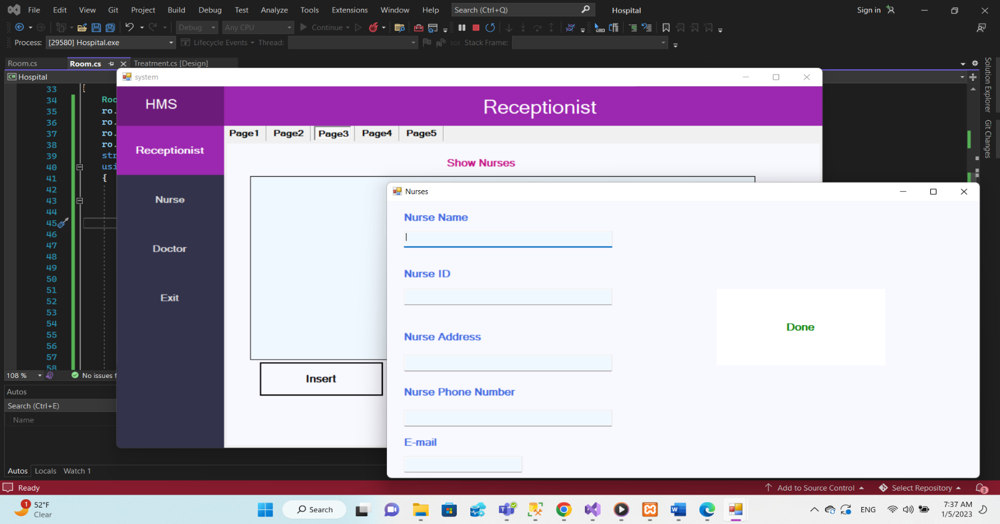 File Edit View Git Project Build Debug Test Analyze Tools Extensions Window Help Search (Ctrl+Q) Hospital Sign in
Debug Any CPU Continue
Process: [29580] Hospital.exe Lifecycle Events Thread: Stack Frame:
Room.cs Room.cs Treatment.cs [Design]
C# Hospital
Solution Explorer
Git Changes
33 {
34 Roo
35 ro.
36 ro.
37 ro.
38 ro.
39 str
40 usi
41 {
42
43
44
45
46
47
48
49
50
51
52
53
54
55
56
57
58
108 % No issues f
Autos
Search (Ctrl+E)
Name
Autos Locals Watch 1
system
HMS
Receptionist
Receptionist
Nurse
Doctor
Exit
Page1 Page2 Page3 Page4 Page5
Show Nurses
Insert
Nurses
Nurse Name
Nurse ID
Nurse Address
Nurse Phone Number
E-mail
Done
Ready Add to Source Control Select Repository 3
1 52°F
Clear
Search
ENG
7:37 AM
1/5/2023